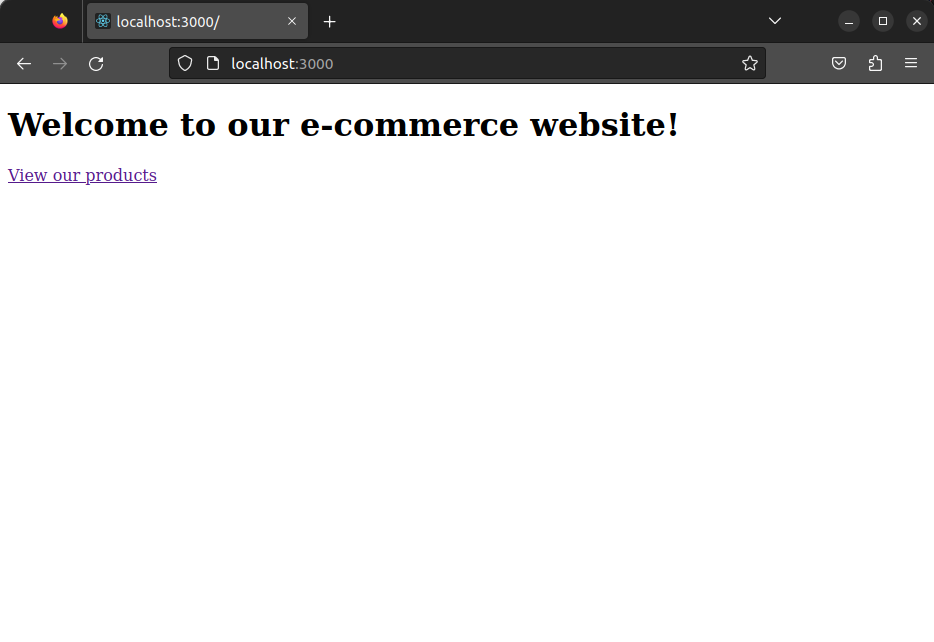 localhost:3000/
localhost:3000
Welcome to our e-commerce website!
View our products